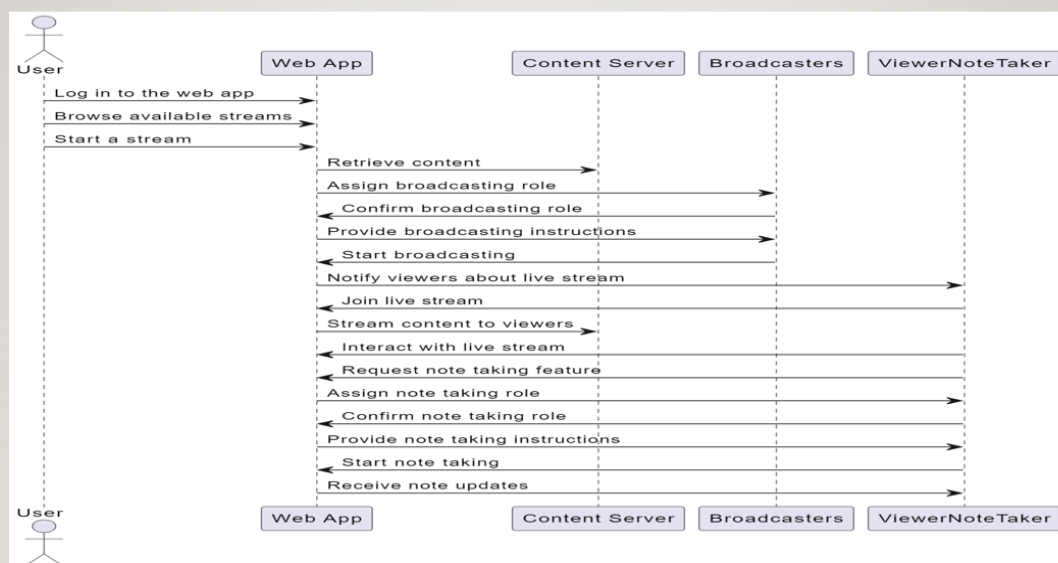 User
Web App
Content Server
Broadcasters
ViewerNoteTaker
Log in to the web app
Browse available streams
Start a stream
Retrieve content
Assign broadcasting role
Confirm broadcasting role
Provide broadcasting instructions
Start broadcasting
Notify viewers about live stream
Join live stream
Stream content to viewers
Interact with live stream
Request note taking feature
Assign note taking role
Confirm note taking role
Provide note taking instructions
Start note taking
Receive note updates
User
Web App
Content Server
Broadcasters
ViewerNoteTaker